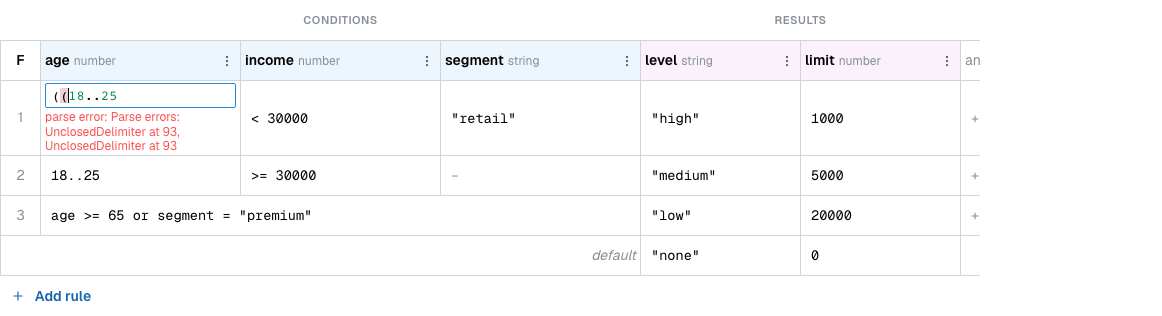 CONDITIONS RESULTS
F age number income number segment string level string limit number an
1 ((18..25 < 30000 "retail" "high" 1000 +
parse error: Parse errors:
UnclosedDelimiter at 93,
UnclosedDelimiter at 93
2 18..25 >= 30000 – "medium" 5000 +
3 age >= 65 or segment = "premium" "low" 20000 +
default "none" 0
+ Add rule